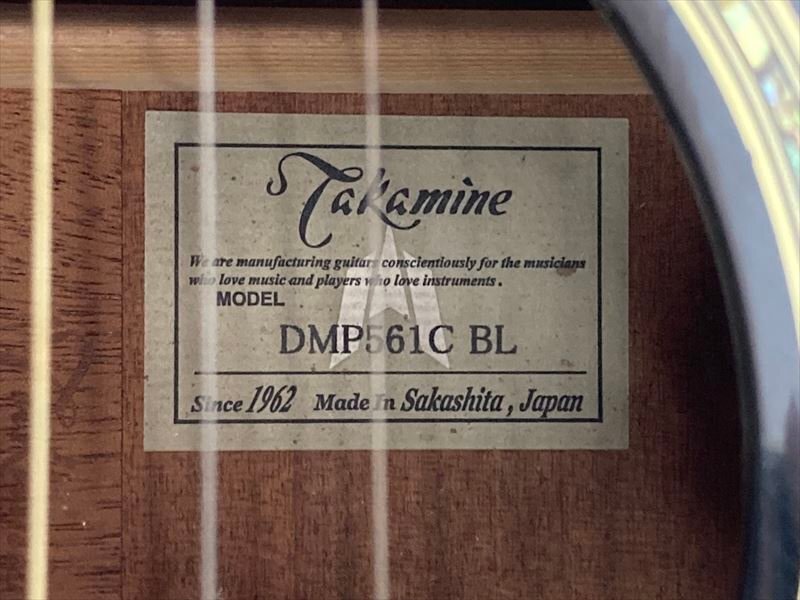 Takamine
We are manufacturing guitars conscientiously for the musicians
who love music and players who love instruments.
MODEL
DMP561C BL
Since 1962 Made In Sakashita, Japan